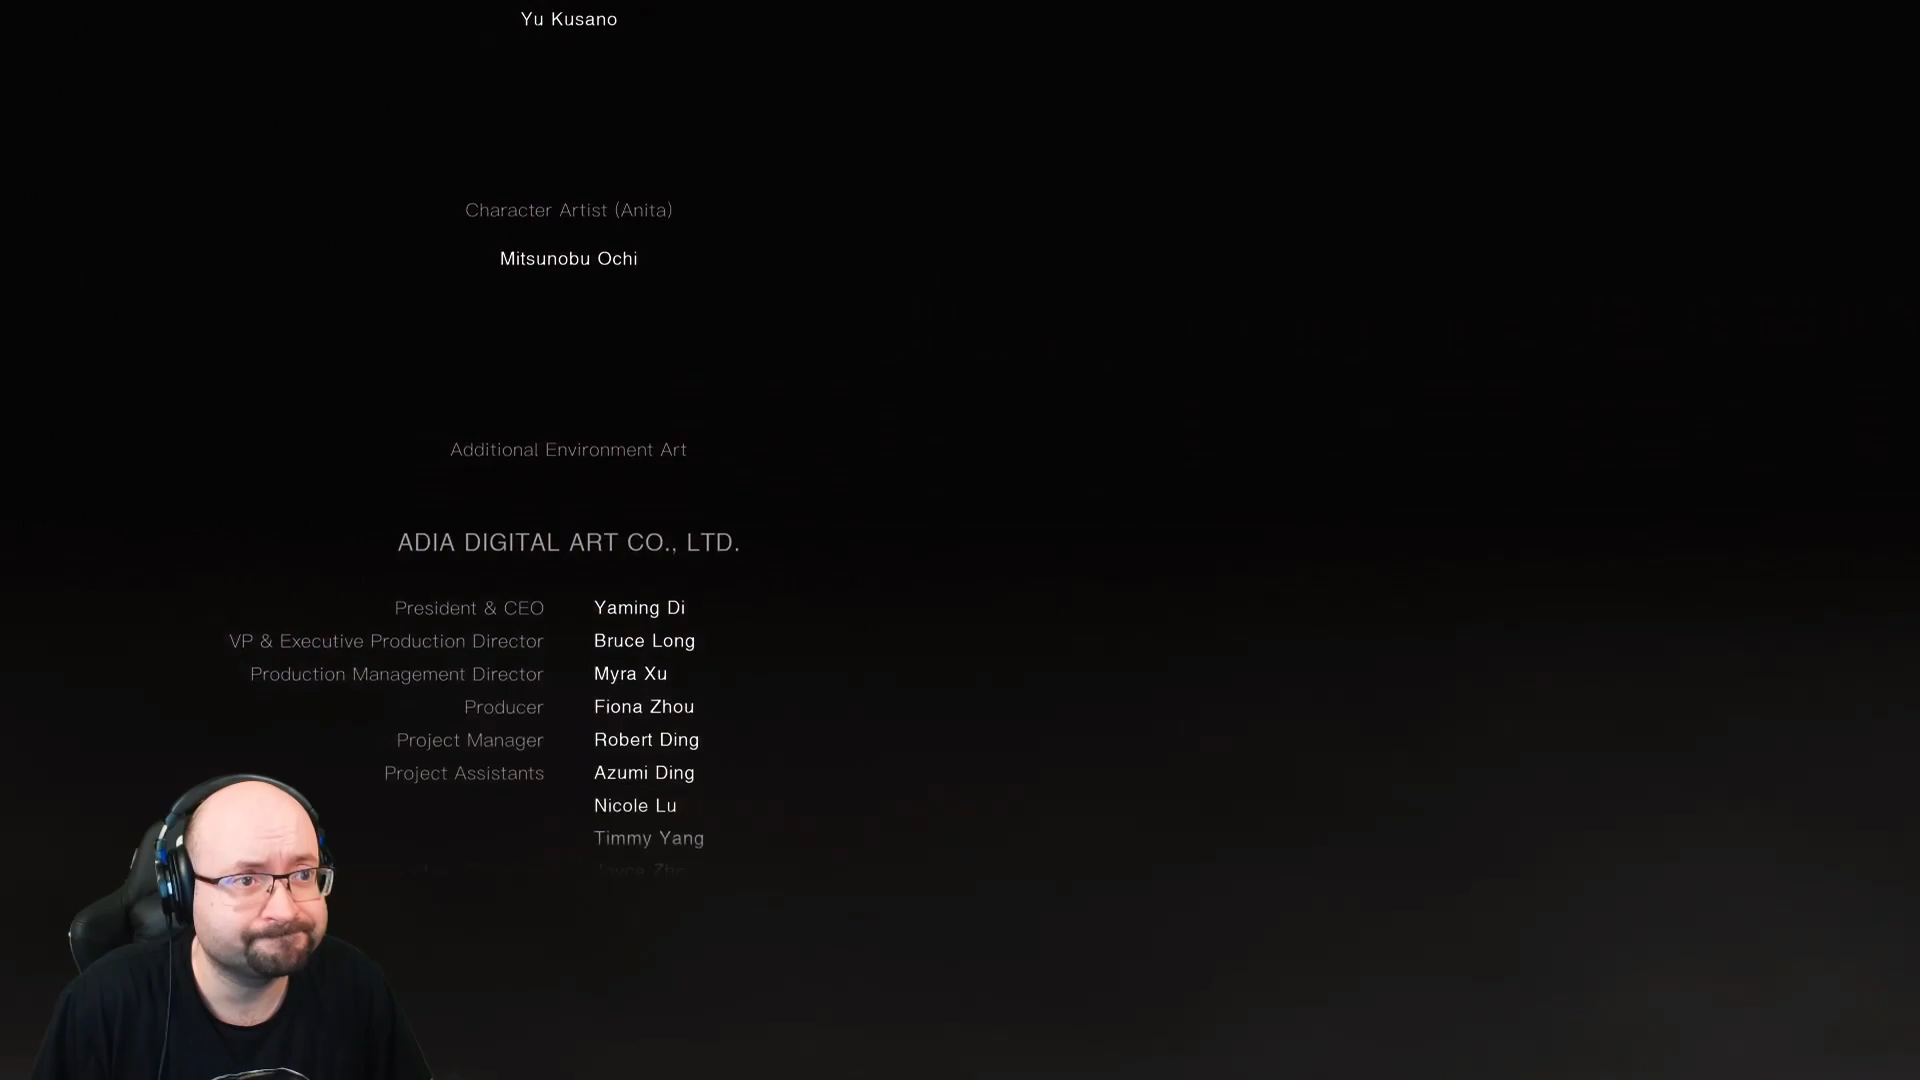 Yu Kusano
Character Artist (Anita)
Mitsunobu Ochi
Additional Environment Art
ADIA DIGITAL ART CO., LTD.
President & CEO Yaming Di
VP & Executive Production Director Bruce Long
Production Management Director Myra Xu
Producer Fiona Zhou
Project Manager Robert Ding
Project Assistants Azumi Ding
Nicole Lu
Timmy Yang
Joyce